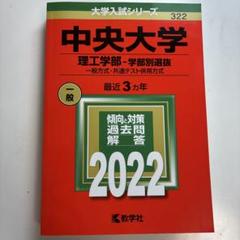 大学入試シリーズ
322
中央大学
理工学部-学部別選抜
一般方式・共通テスト併用方式
一般
最近3カ年
傾向と対策
過去問
解答
2022
教学社